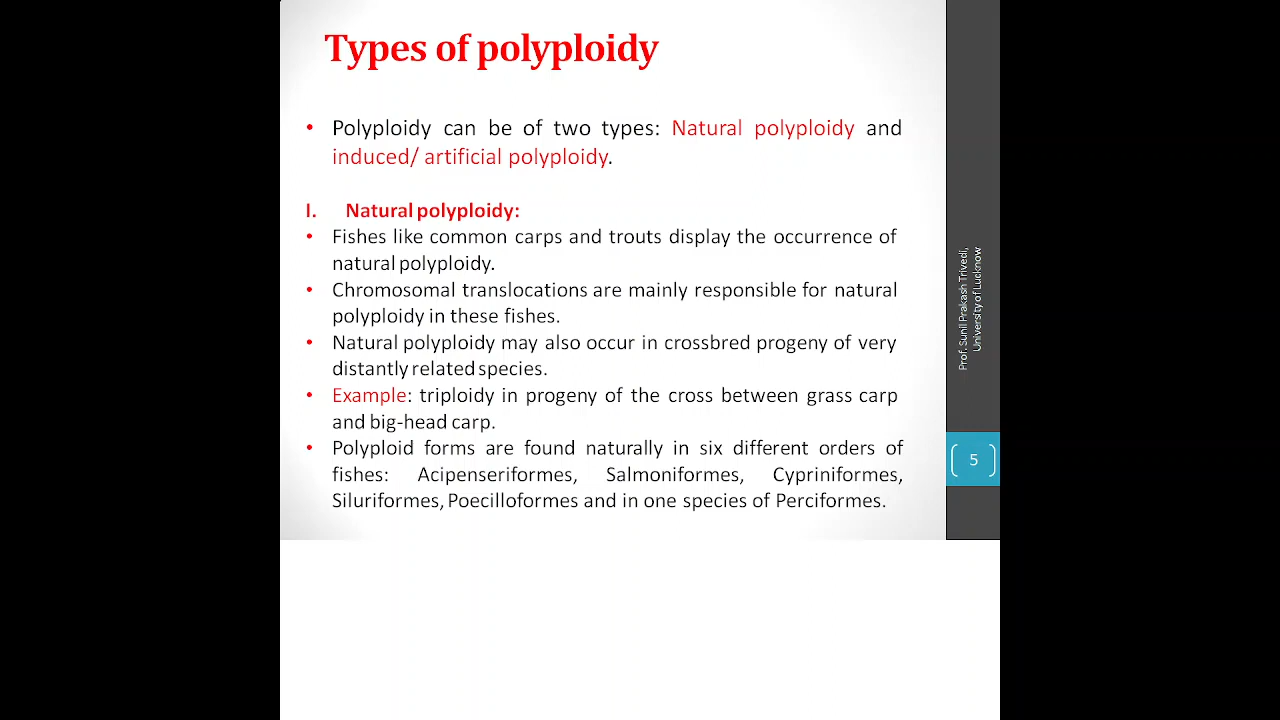 Types of polyploidy
• Polyploidy can be of two types: Natural polyploidy and
induced/ artificial polyploidy.
I. Natural polyploidy:
• Fishes like common carps and trouts display the occurrence of
natural polyploidy.
• Chromosomal translocations are mainly responsible for natural
polyploidy in these fishes.
• Natural polyploidy may also occur in crossbred progeny of very
distantly related species.
• Example: triploidy in progeny of the cross between grass carp
and big-head carp.
• Polyploid forms are found naturally in six different orders of
fishes: Acipenseriformes, Salmoniformes, Cypriniformes,
Siluriformes, Poecilloformes and in one species of Perciformes.
Prof. Sunil Prakash Trivedi,
University of Lucknow
5